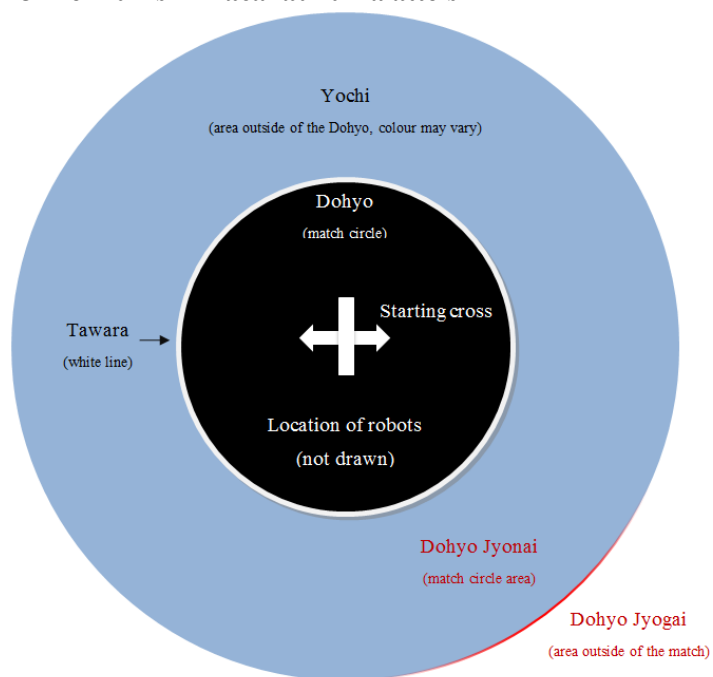 Yochi
(area outside of the Dohyo, colour may vary)
Dohyo
(match circle)
Starting cross
Tawara
(white line)
Location of robots
(not drawn)
Dohyo Jyonai
(match circle area)
Dohyo Jyogai
(area outside of the match)